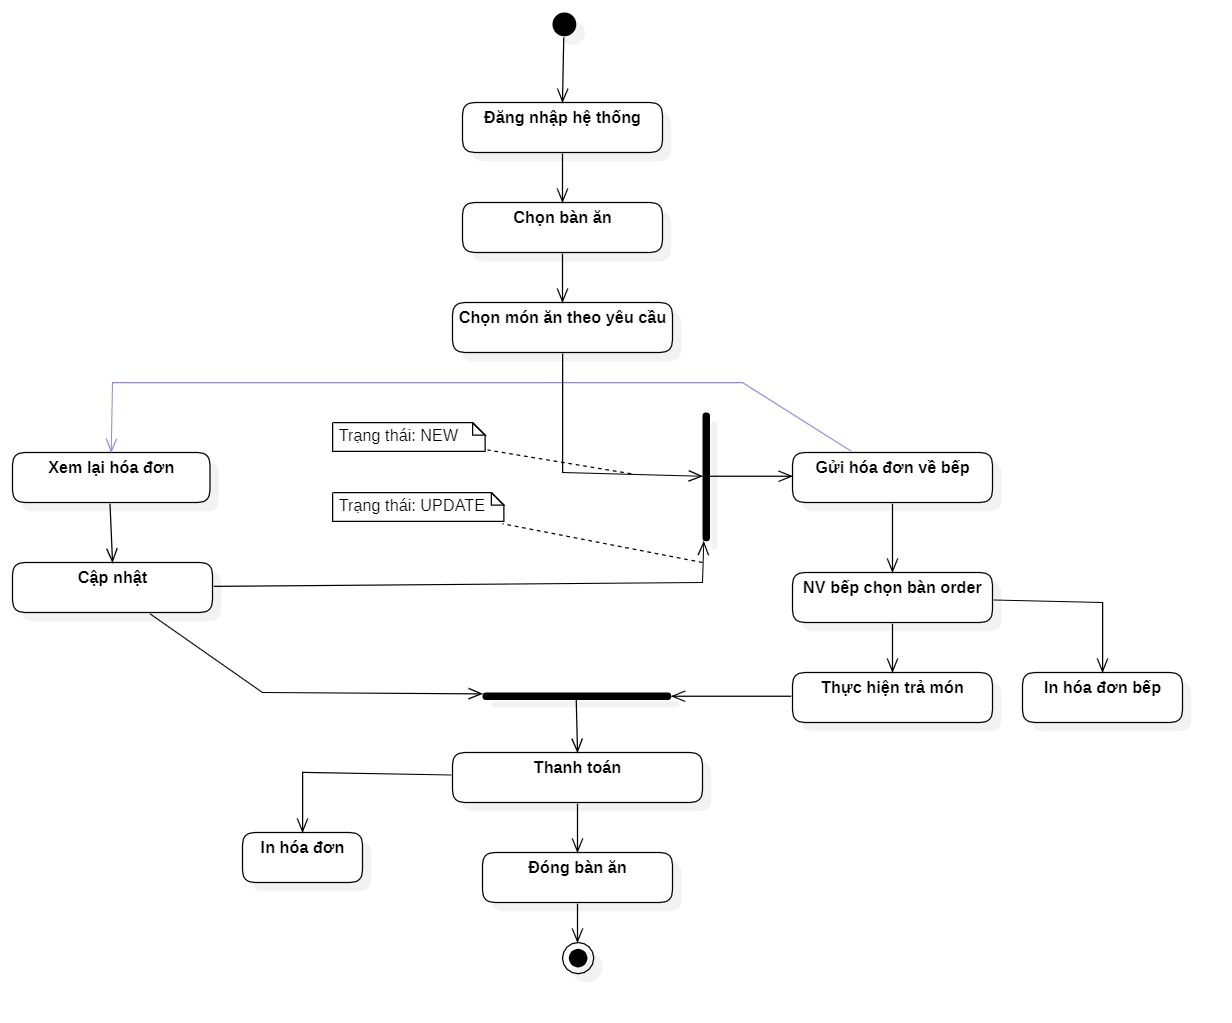 Đăng nhập hệ thống
Chọn bàn ăn
Chọn món ăn theo yêu cầu
Trạng thái: NEW
Xem lại hóa đơn
Gửi hóa đơn về bếp
Trạng thái: UPDATE
Cập nhật
NV bếp chọn bàn order
Thực hiện trả món
In hóa đơn bếp
Thanh toán
In hóa đơn
Đóng bàn ăn